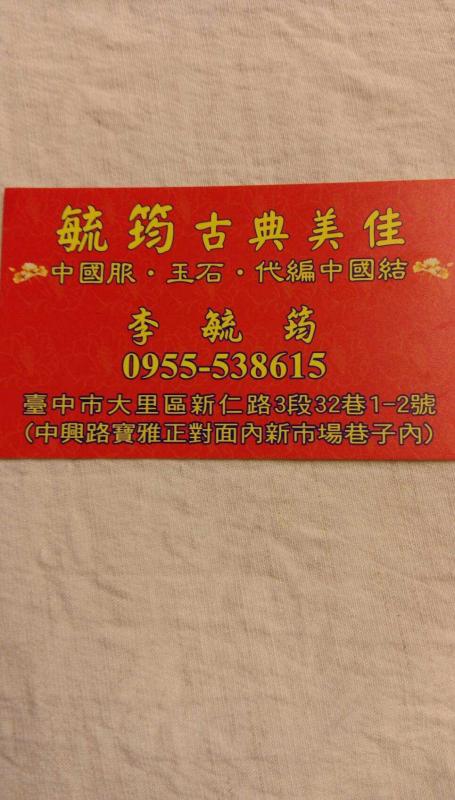 毓筠古典美佳
中國服·玉石·代編中國結
李毓筠
0955-538615
臺中市大里區新仁路3段32巷1-2號
(中興路寶雅正對面內新市場巷子內)